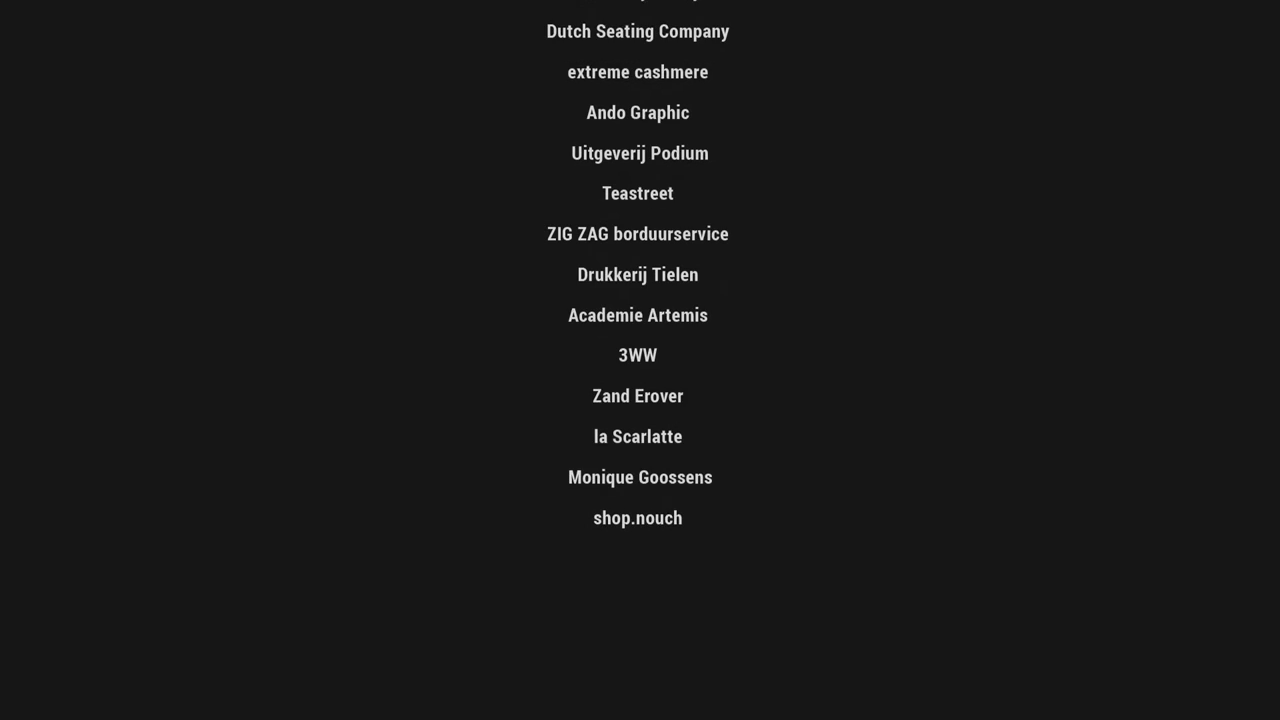 Dutch Seating Company
extreme cashmere
Ando Graphic
Uitgeverij Podium
Teastreet
ZIG ZAG borduurservice
Drukkerij Tielen
Academie Artemis
3WW
Zand Erover
la Scarlatte
Monique Goossens
shop.nouch